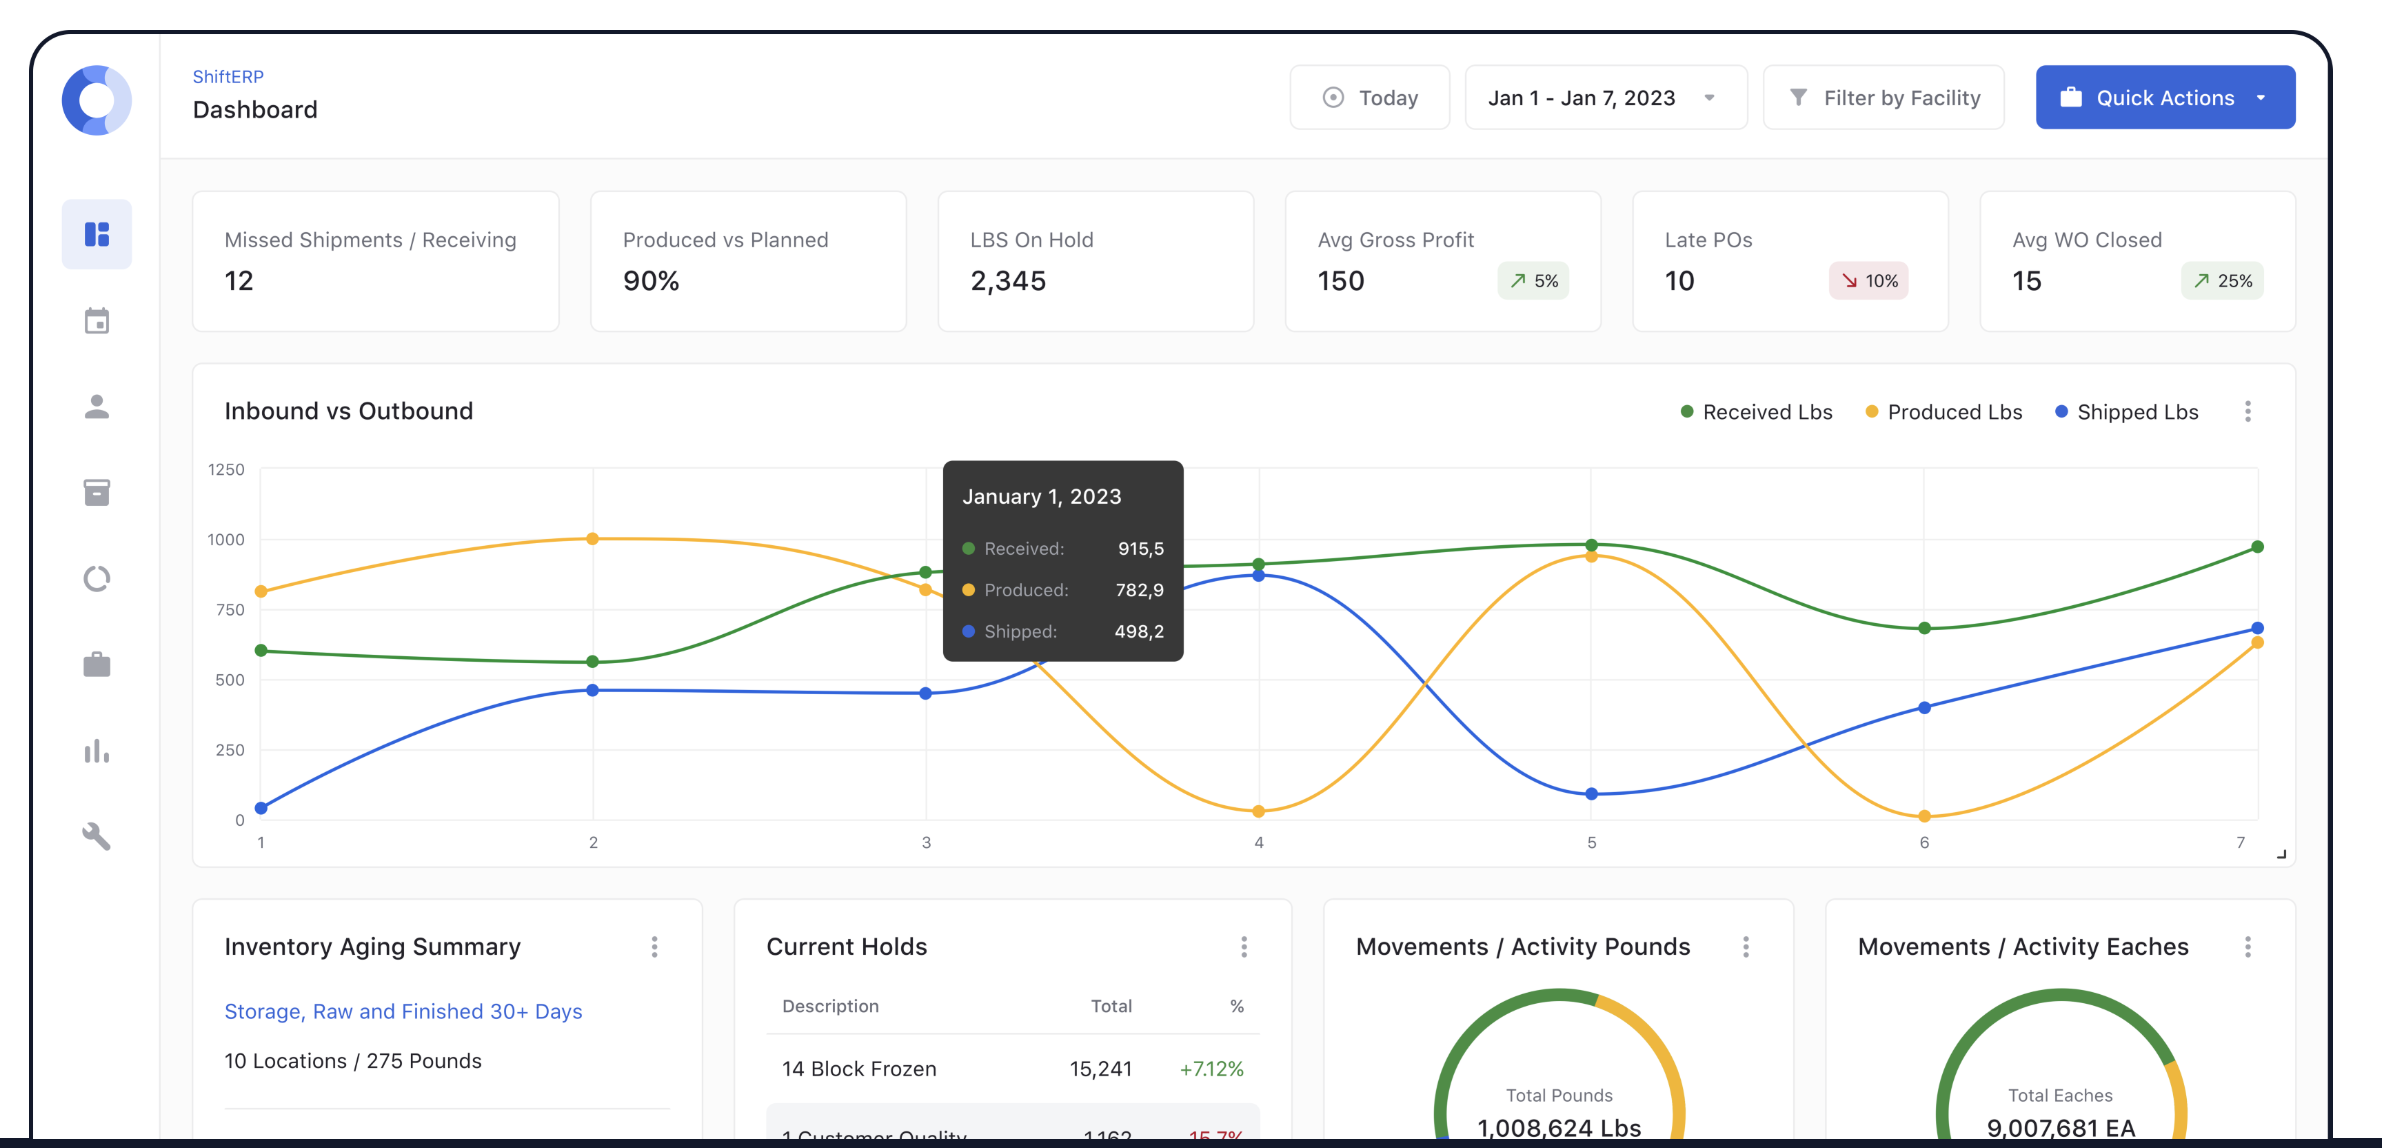 ShiftERP
Dashboard
Today
Jan 1 - Jan 7, 2023
Filter by Facility
Quick Actions
Missed Shipments / Receiving
12
Produced vs Planned
90%
LBS On Hold
2,345
Avg Gross Profit
150
5%
Late POs
10
10%
Avg WO Closed
15
25%
Inbound vs Outbound
Received Lbs
Produced Lbs
Shipped Lbs
1250
1000
750
500
250
0
January 1, 2023
Received: 915,5
Produced: 782,9
Shipped: 498,2
1 2 3 4 5 6 7
Inventory Aging Summary
Storage, Raw and Finished 30+ Days
10 Locations / 275 Pounds
Current Holds
Description Total %
14 Block Frozen 15,241 +7.12%
1 Customer Quality 1,162 15.7%
Movements / Activity Pounds
Total Pounds
1,008,624 Lbs
Movements / Activity Eaches
Total Eaches
9,007,681 EA